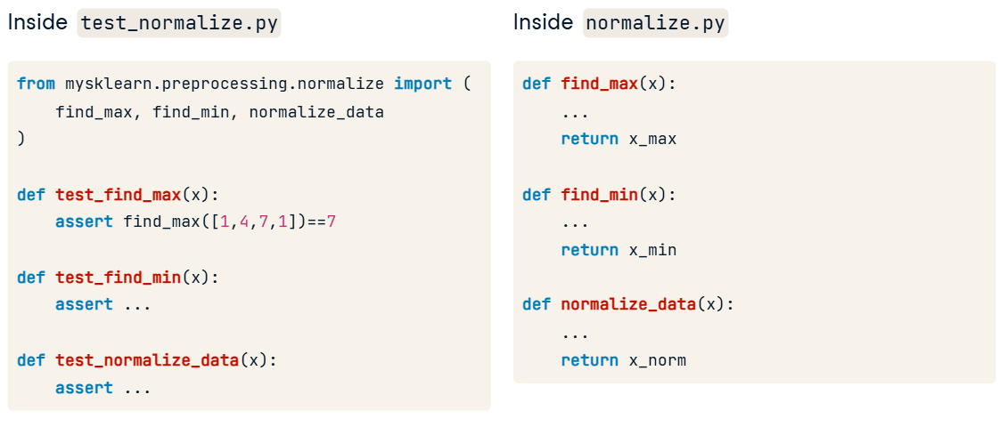 Inside test_normalize.py
from mysklearn.preprocessing.normalize import (
    find_max, find_min, normalize_data
)
def test_find_max(x):
    assert find_max([1,4,7,1])==7
def test_find_min(x):
    assert ...
def test_normalize_data(x):
    assert ...
Inside normalize.py
def find_max(x):
    ...
    return x_max
def find_min(x):
    ...
    return x_min
def normalize_data(x):
    ...
    return x_norm